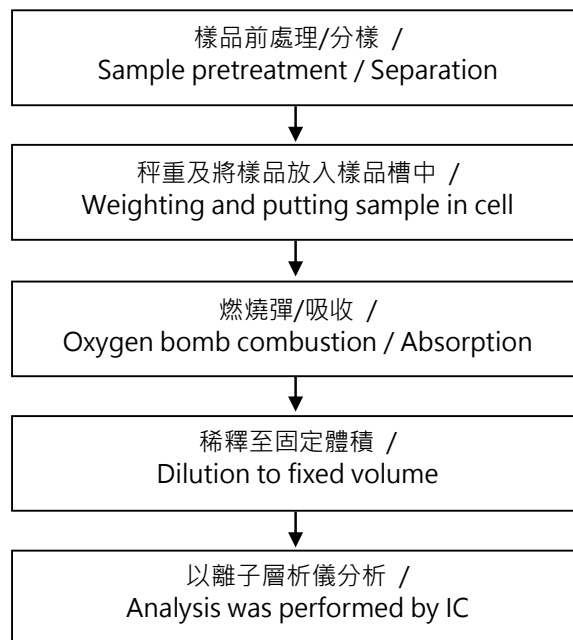 樣品前處理/分樣 /
Sample pretreatment / Separation
秤重及將樣品放入樣品槽中 /
Weighting and putting sample in cell
燃燒彈/吸收 /
Oxygen bomb combustion / Absorption
稀釋至固定體積 /
Dilution to fixed volume
以離子層析儀分析 /
Analysis was performed by IC